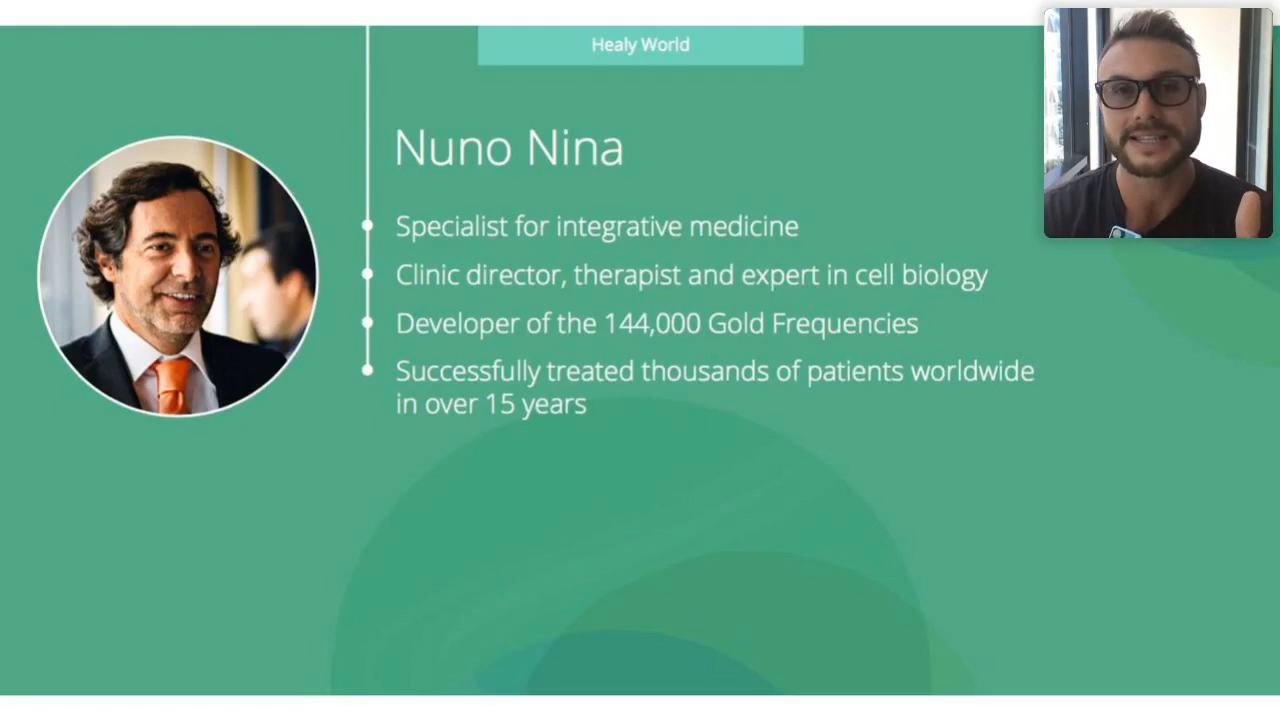 Healy World
Nuno Nina
Specialist for integrative medicine
Clinic director, therapist and expert in cell biology
Developer of the 144,000 Gold Frequencies
Successfully treated thousands of patients worldwide
in over 15 years